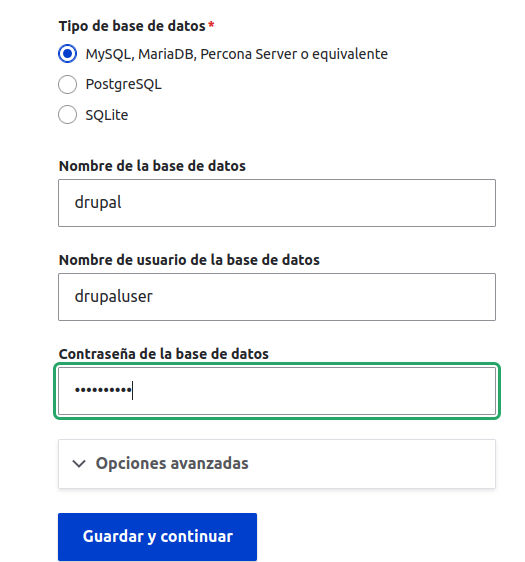 Tipo de base de datos*
MySQL, MariaDB, Percona Server o equivalente
PostgreSQL
SQLite
Nombre de la base de datos
drupal
Nombre de usuario de la base de datos
drupaluser
Contraseña de la base de datos
••••••••••
Opciones avanzadas
Guardar y continuar